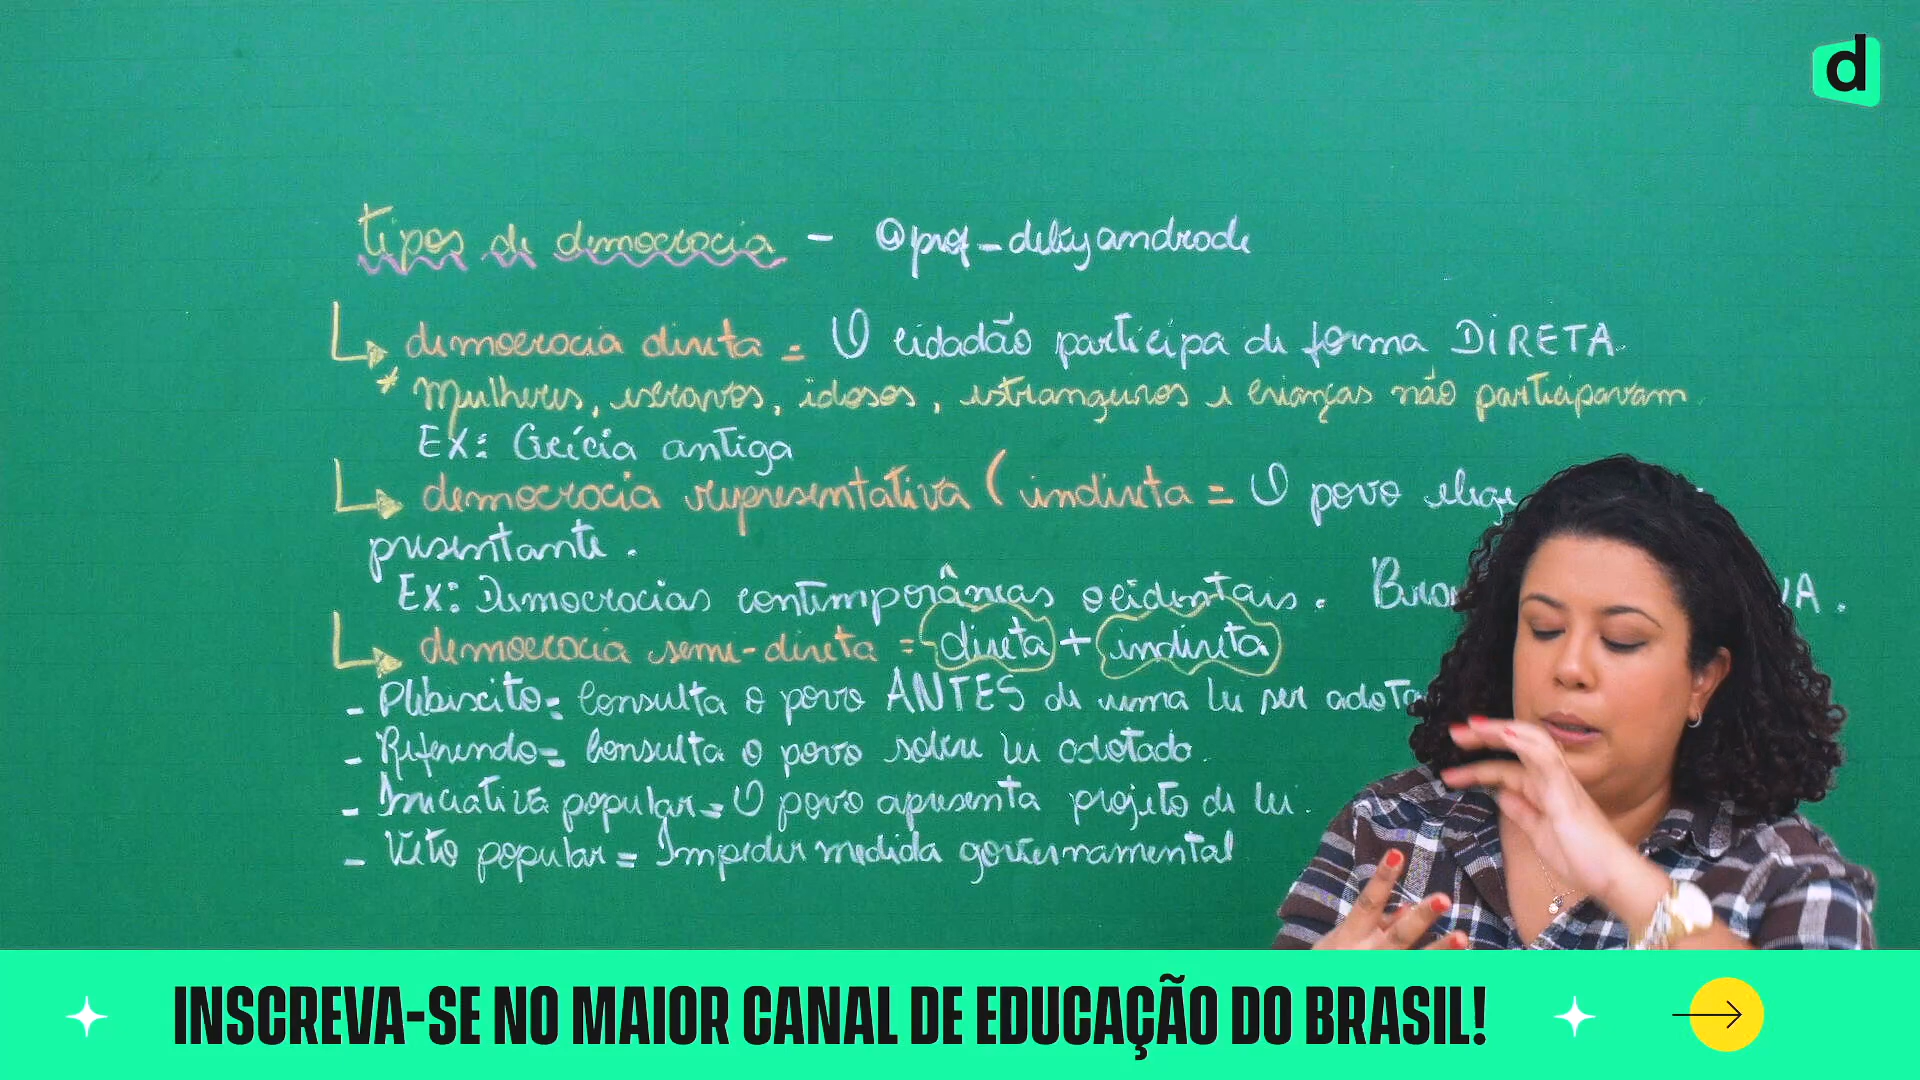 d
tipos de democracia - @prof_debyandrade
democracia direta = O cidadão participa de forma DIRETA.
* Mulheres, escravos, idosos, estrangeiros e crianças não participavam.
EX: Grécia antiga
democracia representativa ( indireta = O povo elege
presentante.
Ex: Democracias contemporâneas ocidentais.
democracia semi-direta = direta + indireta
- Plebiscito = Consulta o povo ANTES de uma lei ser
- Referendo = Consulta o povo sobre lei adotada.
- Iniciativa popular = O povo apresenta projeto de lei.
- Veto popular = Impedir medida governamental
INSCREVA-SE NO MAIOR CANAL DE EDUCAÇÃO DO BRASIL!